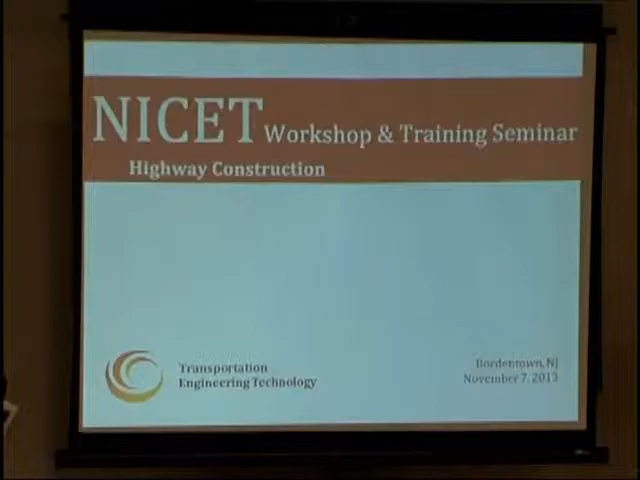 NICET Workshop & Training Seminar
Highway Construction
Transportation
Engineering Technology
Bordentown, NJ
November 7, 2013